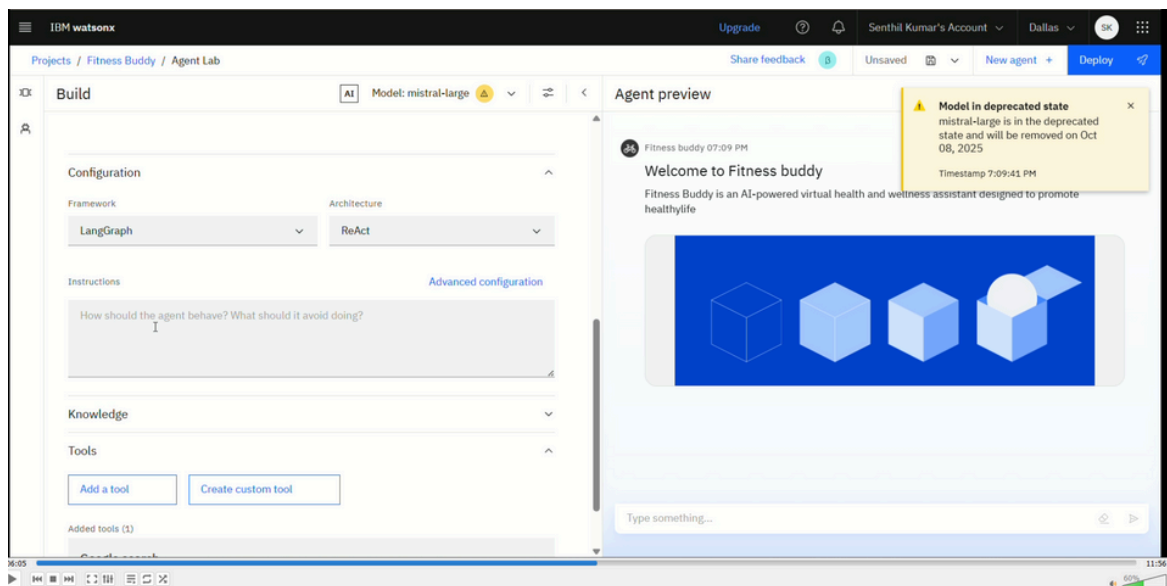 IBM watsonx
Upgrade
Senthil Kumar's Account
Dallas
SK
Projects / Fitness Buddy / Agent Lab
Share feedback
β
Unsaved
New agent +
Deploy
Build
AI
Model: mistral-large
Agent preview
Model in deprecated state
mistral-large is in the deprecated
state and will be removed on Oct
08, 2025
Timestamp 7:09:41 PM
Configuration
Framework
Architecture
LangGraph
ReAct
Instructions
Advanced configuration
How should the agent behave? What should it avoid doing?
Knowledge
Tools
Add a tool
Create custom tool
Added tools (1)
Google search
Fitness buddy 07:09 PM
Welcome to Fitness buddy
Fitness Buddy is an AI-powered virtual health and wellness assistant designed to promote
healthylife
Type something...
11:56
60%